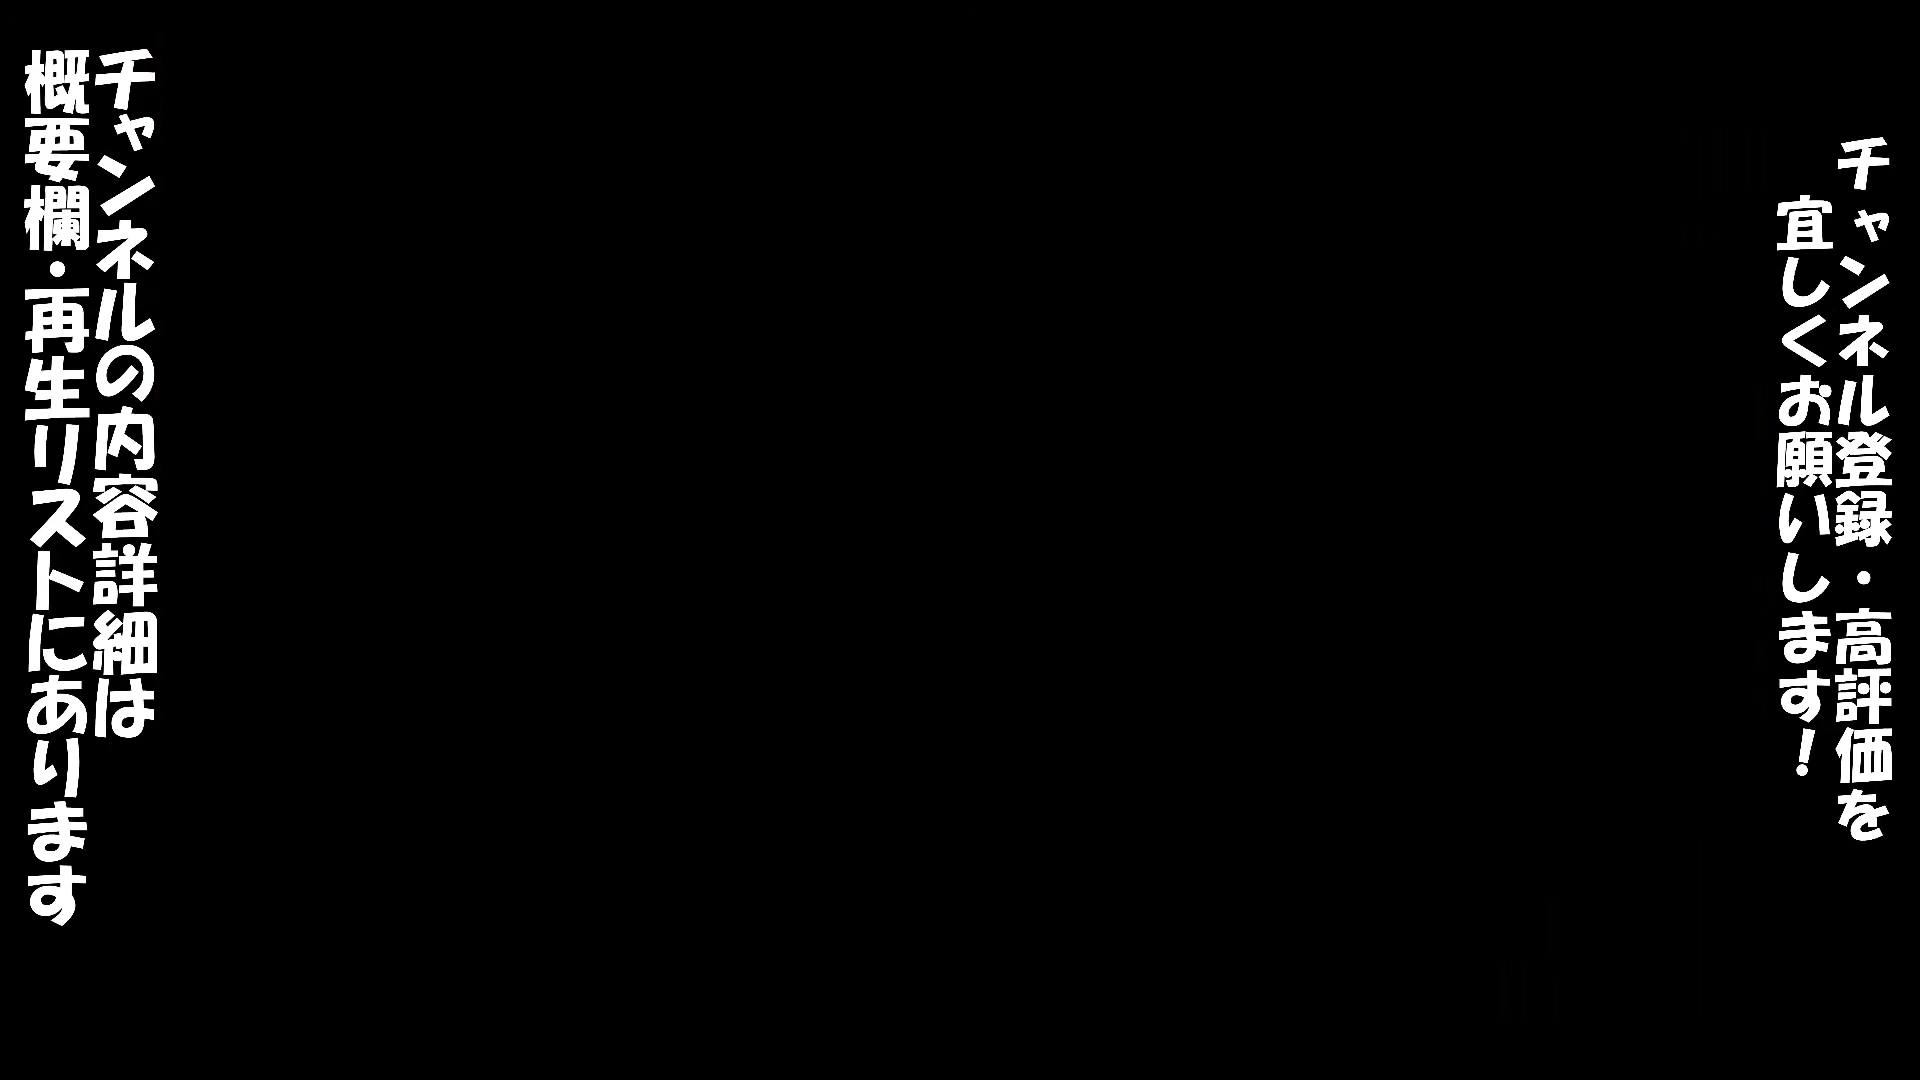 チャンネル登録・高評価を
宜しくお願いします!
チャンネルの内容詳細は
概要欄・再生リストにあります